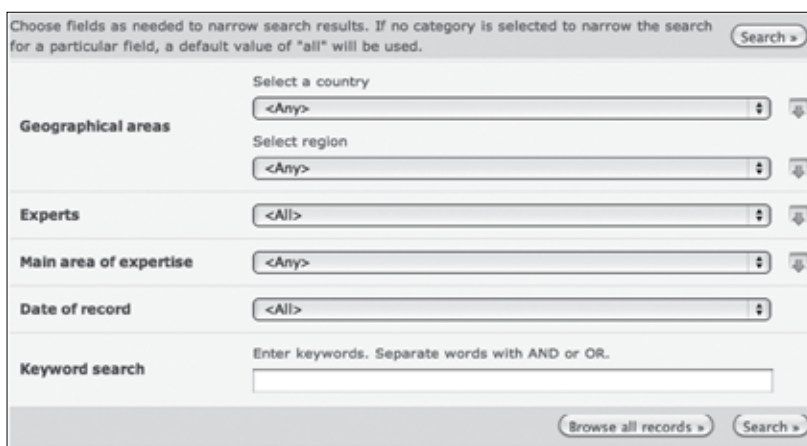 Choose fields as needed to narrow search results. If no category is selected to narrow the search
for a particular field, a default value of "all" will be used.
Search »
Select a country
Geographical areas
<Any>
Select region
<Any>
Experts
<All>
Main area of expertise
<Any>
Date of record
<All>
Enter keywords. Separate words with AND or OR.
Keyword search
Browse all records »
Search »